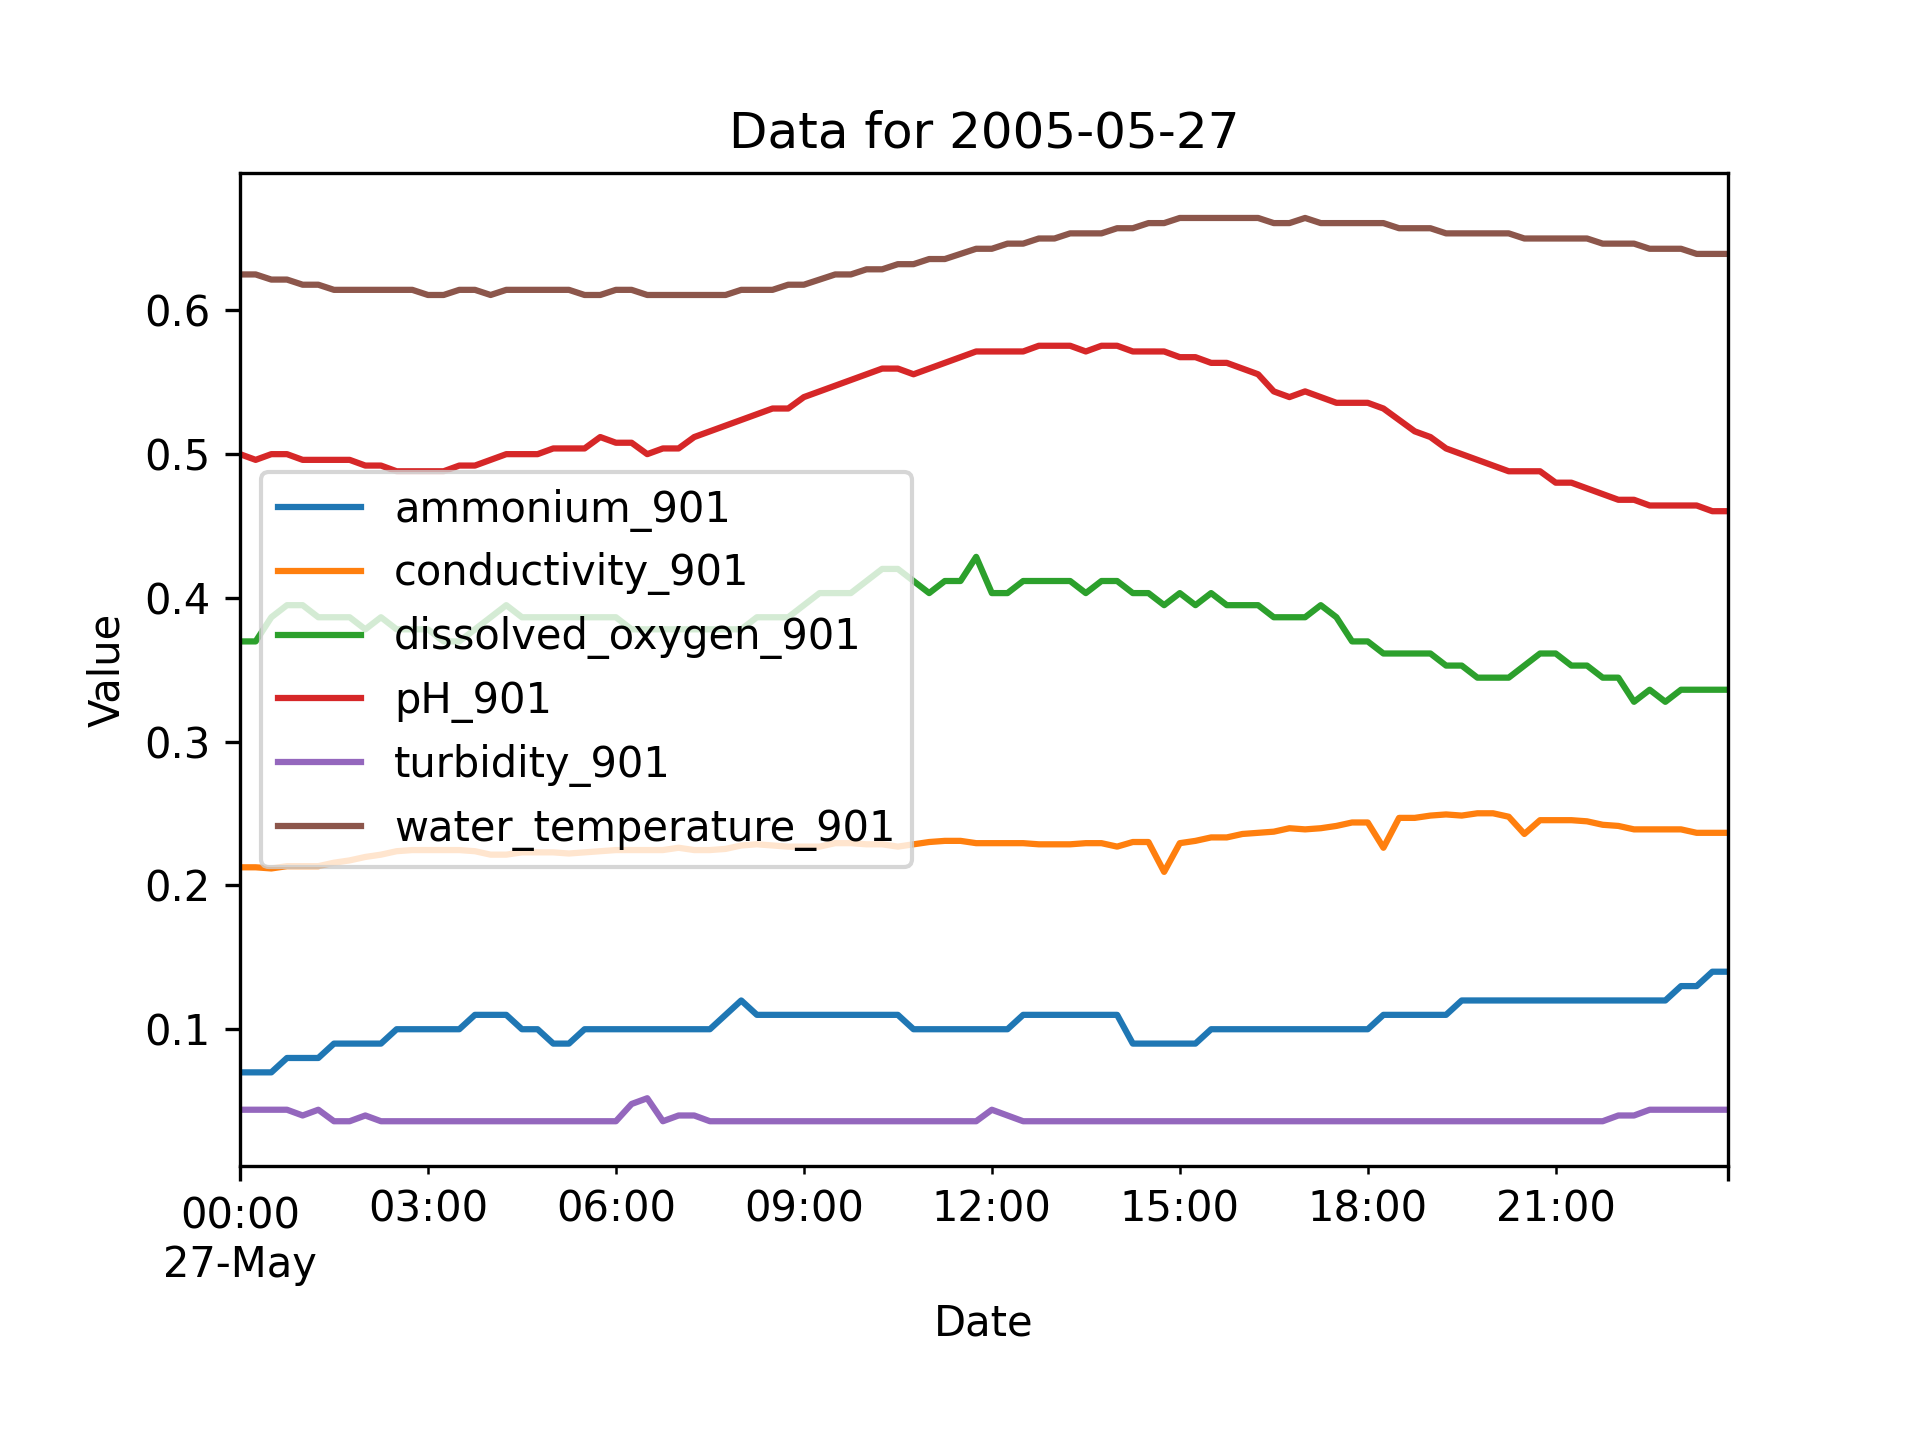 Data for 2005-05-27
Value
0.6
0.5
0.4
0.3
0.2
0.1
ammonium_901
conductivity_901
dissolved_oxygen_901
pH_901
turbidity_901
water_temperature_901
00:00 03:00 06:00 09:00 12:00 15:00 18:00 21:00
27-May
Date